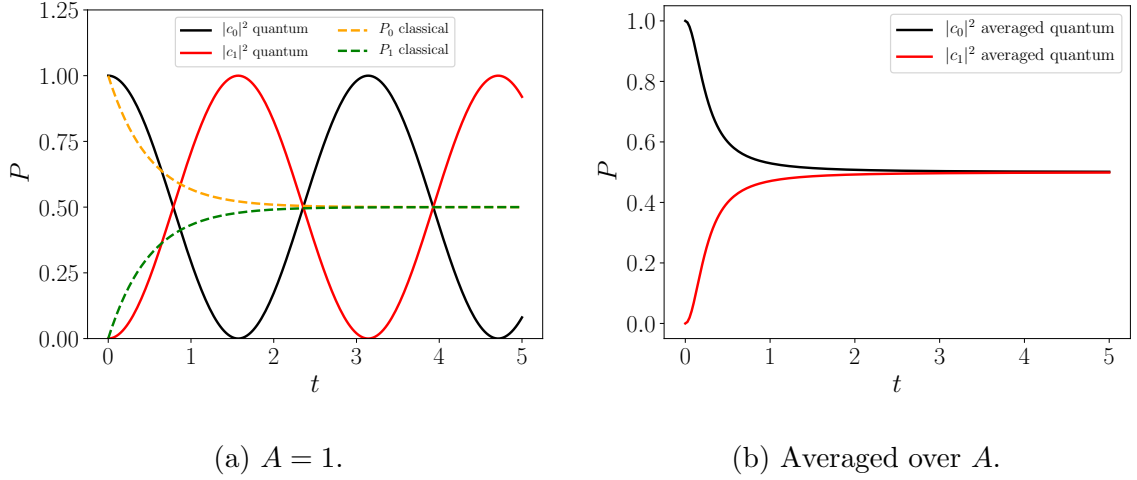 |c₀|² quantum
|c₁|² quantum
P₀ classical
P₁ classical
1.25
1.00
0.75
0.50
0.25
0.00
P
0 1 2 3 4 5
t
(a) A = 1.
|c₀|² averaged quantum
|c₁|² averaged quantum
1.0
0.8
0.6
0.4
0.2
0.0
P
0 1 2 3 4 5
t
(b) Averaged over A.